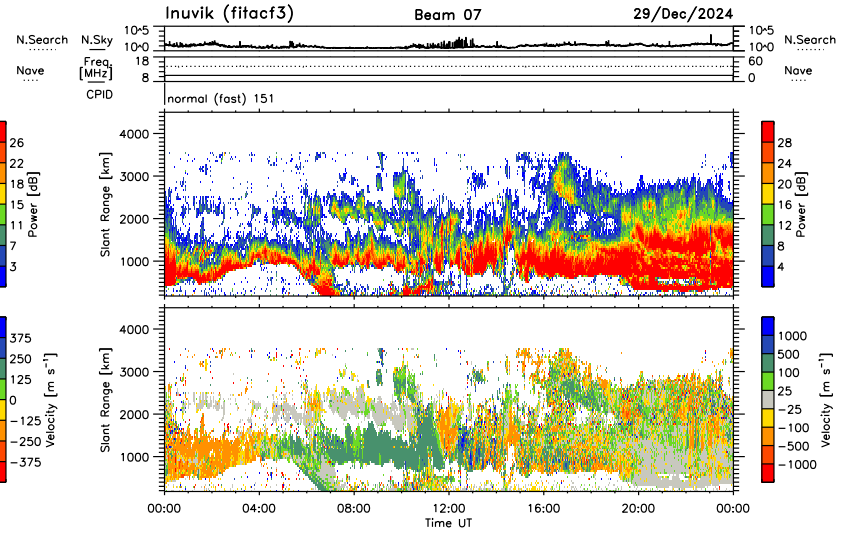 Inuvik (fitacf3) Beam 07 29/Dec/2024
N.Search N.Sky 10^5 10^0 10^5 10^0 N.Search
Nave Freq. [MHz] 18 8 60 0 Nave
CPID normal (fast) 151
26 22 18 15 11 7 3
Power [dB]
Slant Range [km]
4000 3000 2000 1000
28 24 20 16 12 8 4
Power [dB]
375 250 125 0 -125 -250 -375
Velocity [m s⁻¹]
Slant Range [km]
4000 3000 2000 1000
1000 500 100 25 -25 -100 -500 -1000
Velocity [m s⁻¹]
00:00 04:00 08:00 12:00 16:00 20:00 00:00
Time UT